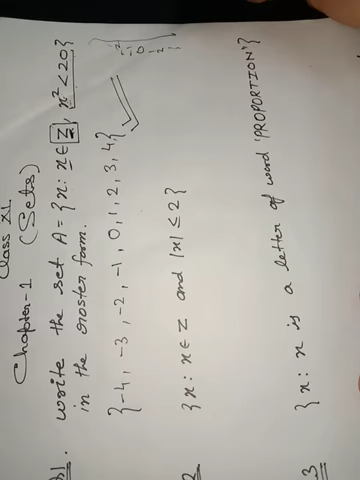 Class XI
Chapter-1 (Sets)
Q1. write the set A = {x : x ∈ Z, x² < 20}
in the roster form.
{-4, -3, -2, -1, 0, 1, 2, 3, 4}
2 {x : x ∈ Z and |x| ≤ 2}
3 {x : x is a letter of word 'PROPORTION'}